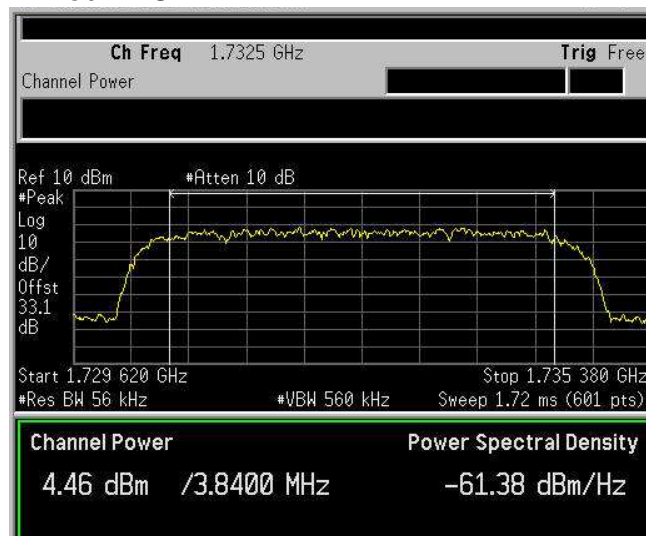 Ch Freq 1.7325 GHz Trig Free
Channel Power
Ref 10 dBm #Atten 10 dB
#Peak
Log
10
dB/
Offst
33.1
dB
Start 1.729 620 GHz Stop 1.735 380 GHz
#Res BW 56 kHz #VBW 560 kHz Sweep 1.72 ms (601 pts)
Channel Power Power Spectral Density
4.46 dBm /3.8400 MHz -61.38 dBm/Hz